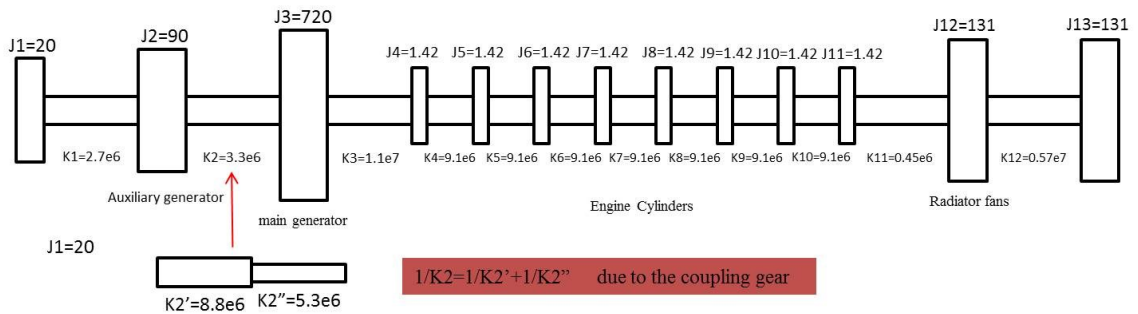 J1=20
J2=90
J3=720
J4=1.42
J5=1.42
J6=1.42
J7=1.42
J8=1.42
J9=1.42
J10=1.42
J11=1.42
J12=131
J13=131
K1=2.7e6
K2=3.3e6
K3=1.1e7
K4=9.1e6
K5=9.1e6
K6=9.1e6
K7=9.1e6
K8=9.1e6
K9=9.1e6
K10=9.1e6
K11=0.45e6
K12=0.57e7
Auxiliary generator
main generator
Engine Cylinders
Radiator fans
J1=20
K2’=8.8e6
K2”=5.3e6
1/K2=1/K2’+1/K2” due to the coupling gear